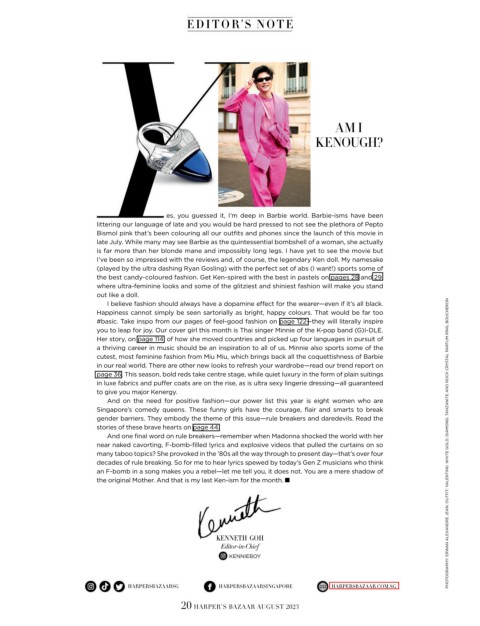 EDITOR'S NOTE
AM I
KENOUGH?
es, you guessed it, I'm deep in Barbie world. Barbie-isms have been
littering our language as of late and you would be hard pressed to not see the plethora of Pepto
Bismol pink that's been colouring all our outfits and phones since the launch of this movie in
late July. While many may see Barbie as the quintessential bombshell of a woman, she actually
is far more than her blonde mane and impossibly long legs. I have yet to see the movie but
I've been so impressed with the reviews and, of course, the legendary Ken doll. My namesake
(played by the ultra dashing Ryan Gosling) with the perfect set of abs (I want!) sports some of
the best candy-coloured fashion. Get Ken-spired with the best in pastels on pages 28 and 29,
where ultra-feminine looks and some of the glitziest and shiniest fashion will make you stand
out like a doll.
I believe fashion should always have a dopamine effect for the wearer—even if it's all black.
Happiness cannot simply be seen sartorially as bright, happy colours. That would be far too
#basic. Take inspo from our pages of feel-good fashion on page 122—they will literally inspire
you to leap for joy. Our cover girl this month is Thai singer Minnie of the K-pop band (G)I-DLE.
Her story, on page 114, of how she moved countries and picked up four languages in pursuit of
a thriving career in music should be an inspiration to all of us. Minnie also sports some of the
cutest, most feminine fashion from Miu Miu, which brings back all the coquettishness of Barbie
in our real world. There are other new looks to refresh your wardrobe—read our trend report on
page 36. This season, bold reds take centre stage, while quiet luxury in the form of plain suitings
in luxe fabrics and puffer coats are on the rise, as is ultra sexy lingerie dressing—all guaranteed
to give you major Kenergy.
And on the need for positive fashion—our power list this year is eight women who are
Singapore's comedy queens. These funny girls have the courage, flair and smarts to break
gender barriers. They embody the theme of this issue—rule breakers and daredevils. Read the
stories of these brave hearts on page 44.
And one final word on rule breakers—remember when Madonna shocked the world with her
near naked cavorting, F-bomb-filled lyrics and explosive videos that pulled the curtains on so
many taboo topics? She provoked in the '80s all the way through to present day—that's over four
decades of rule breaking. So for me to hear lyrics spewed by today's Gen Z musicians who think
an F-bomb in a song makes you a rebel—let me tell you, it does not. You are a mere shadow of
the original Mother. And that is my last Ken-ism for the month. ■
Kenneth
KENNETH GOH
Editor-in-Chief
KENNIEBOY
HARPERSBAZAARSG
HARPERSBAZAARSINGAPORE
HARPERSBAZAAR.COM.SG
20 HARPER'S BAZAAR AUGUST 2023